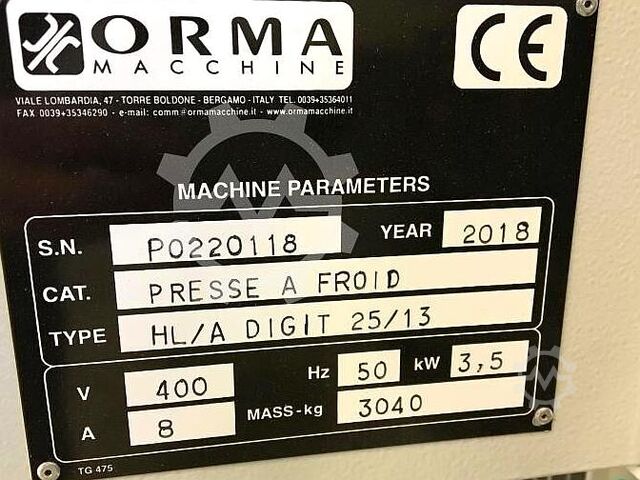 ORMA
MACCHINE
CE
VIALE LOMBARDIA, 47 - TORRE BOLDONE - BERGAMO - ITALY TEL. 0039+35364011
FAX 0039+35346290 - e-mail: comm@ormamacchine.it - www.ormamacchine.it
MACHINE PARAMETERS
S.N. P0220118 YEAR 2018
CAT. PRESSE A FROID
TYPE HL/A DIGIT 25/13
V 400 Hz 50 kW 3,5
A 8 MASS-kg 3040
TG 475